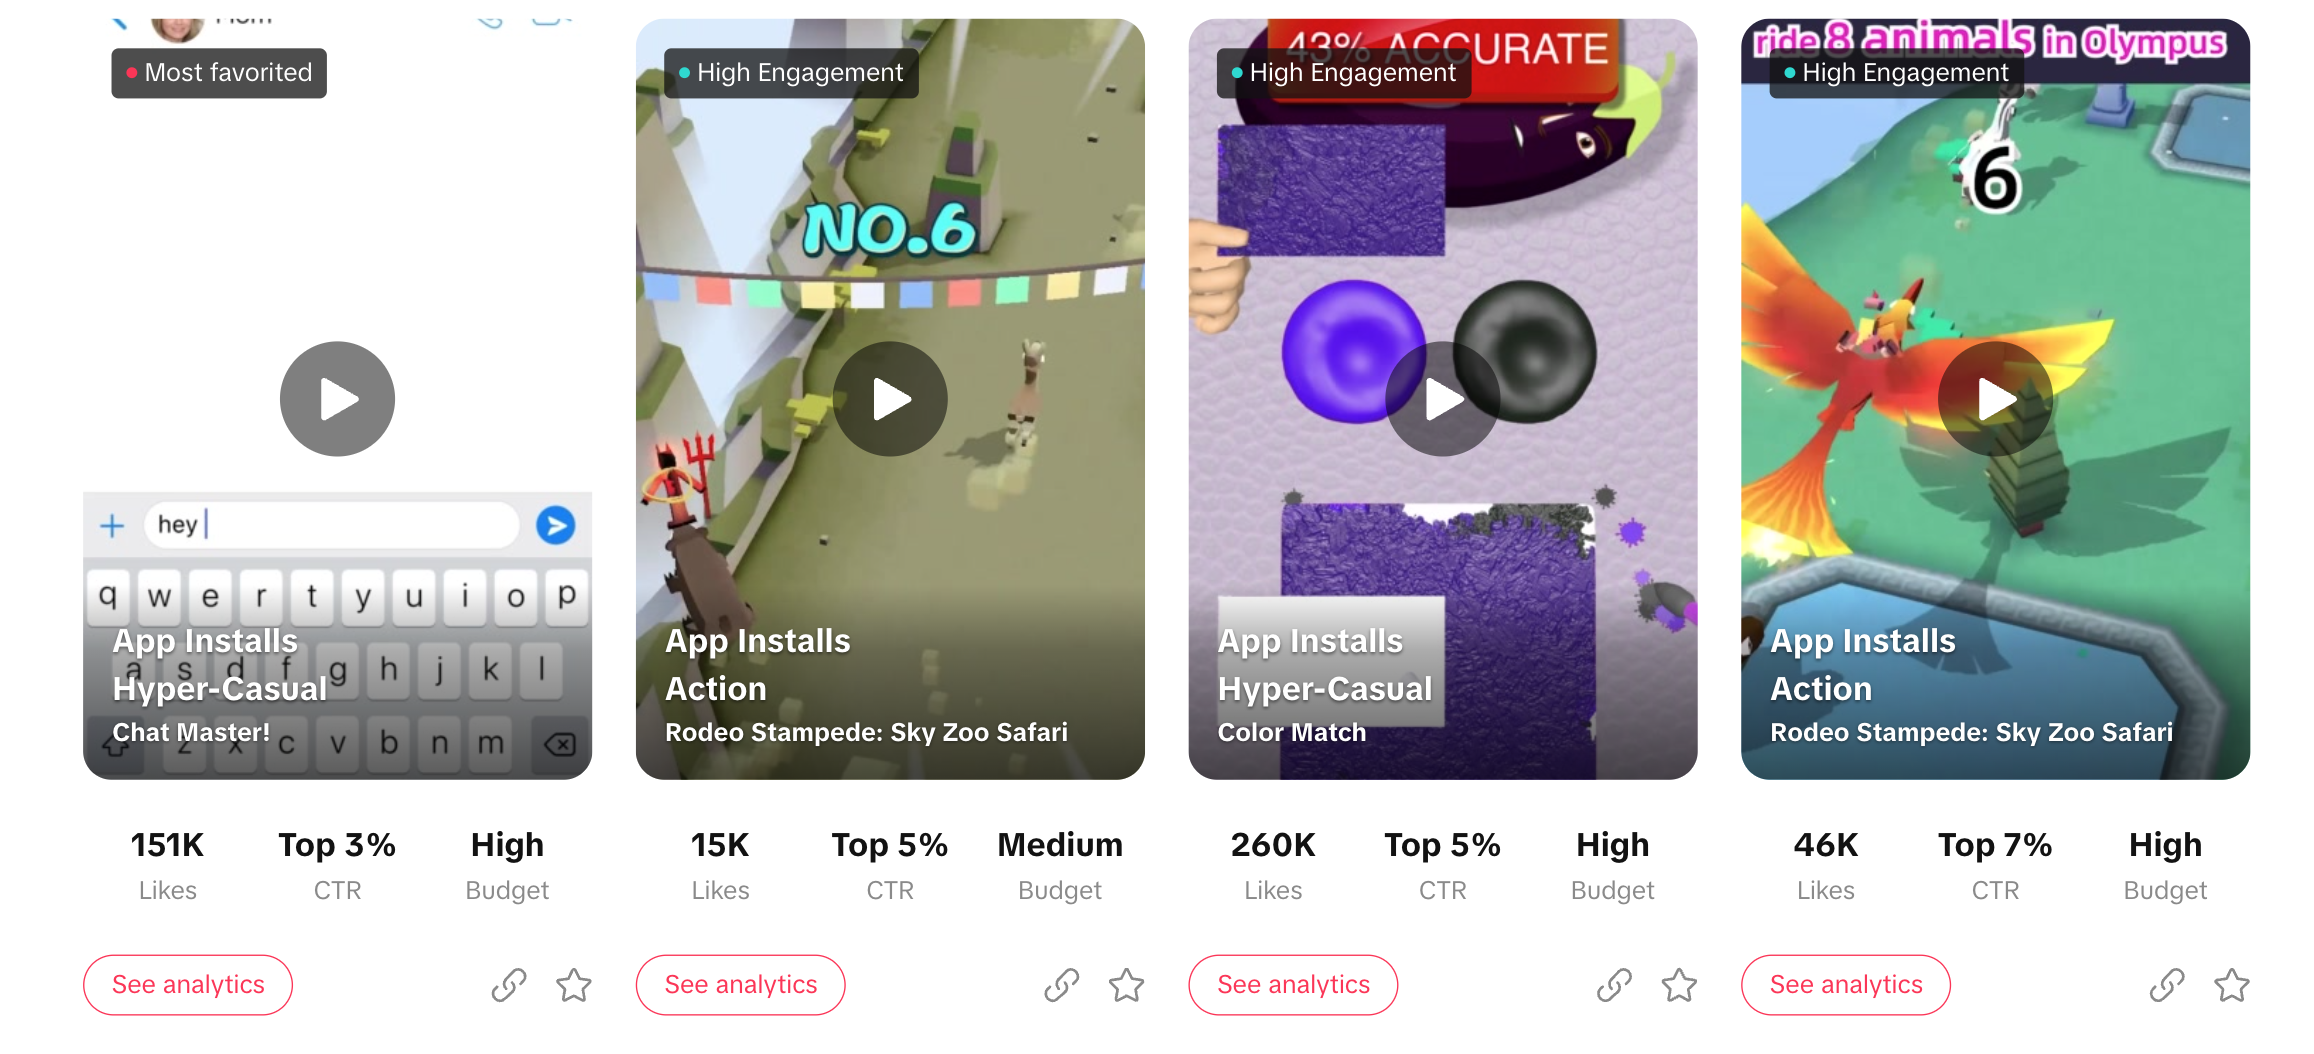 Mom
Most favorited
hey
q w e r t y u i o p
a s d f g h j k l
z x c v b n m
App Installs
Hyper-Casual
Chat Master!
151K
Likes
Top 3%
CTR
High
Budget
See analytics
High Engagement
NO.6
App Installs
Action
Rodeo Stampede: Sky Zoo Safari
15K
Likes
Top 5%
CTR
Medium
Budget
See analytics
43% ACCURATE
High Engagement
App Installs
Hyper-Casual
Color Match
260K
Likes
Top 5%
CTR
High
Budget
See analytics
ride 8 animals in Olympus
High Engagement
6
App Installs
Action
Rodeo Stampede: Sky Zoo Safari
46K
Likes
Top 7%
CTR
High
Budget
See analytics